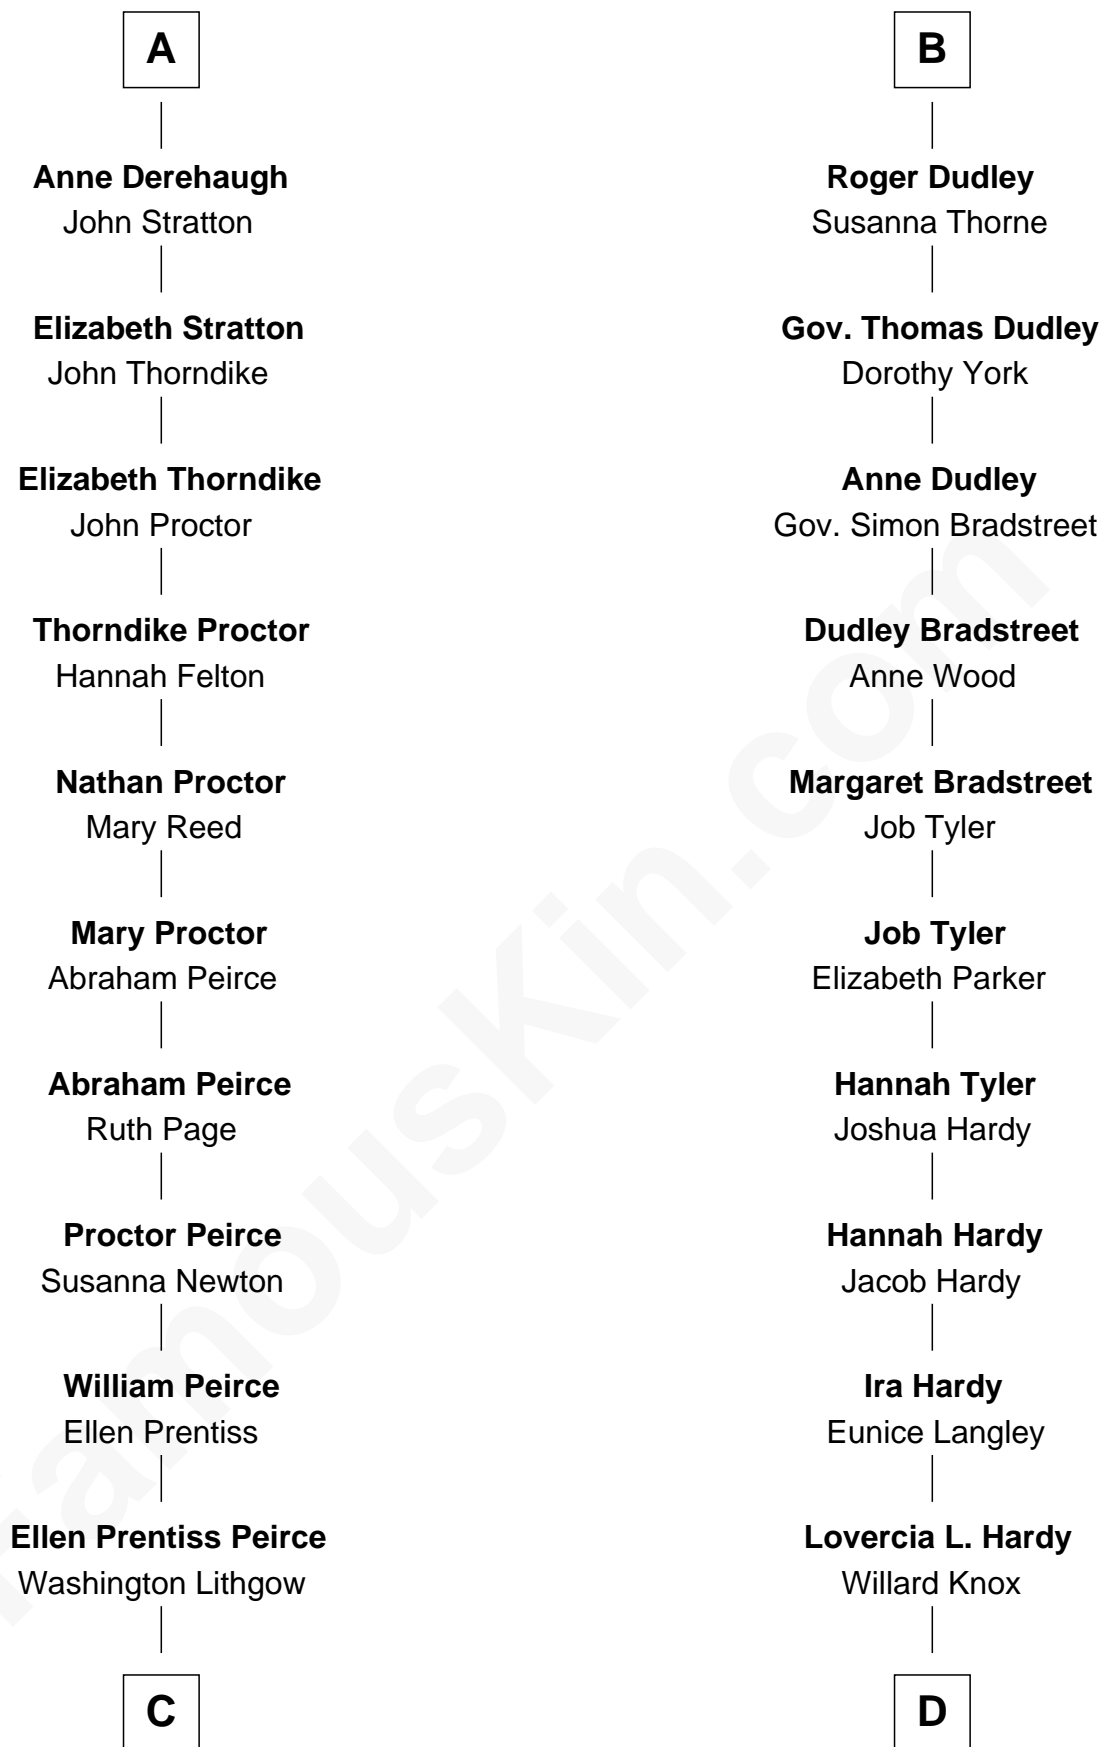 A
Anne Derehaugh
John Stratton
Elizabeth Stratton
John Thorndike
Elizabeth Thorndike
John Proctor
Thorndike Proctor
Hannah Felton
Nathan Proctor
Mary Reed
Mary Proctor
Abraham Peirce
Abraham Peirce
Ruth Page
Proctor Peirce
Susanna Newton
William Peirce
Ellen Prentiss
Ellen Prentiss Peirce
Washington Lithgow
C
B
Roger Dudley
Susanna Thorne
Gov. Thomas Dudley
Dorothy York
Anne Dudley
Gov. Simon Bradstreet
Dudley Bradstreet
Anne Wood
Margaret Bradstreet
Job Tyler
Job Tyler
Elizabeth Parker
Hannah Tyler
Joshua Hardy
Hannah Hardy
Jacob Hardy
Ira Hardy
Eunice Langley
Lovercia L. Hardy
Willard Knox
D
FamousKin.com